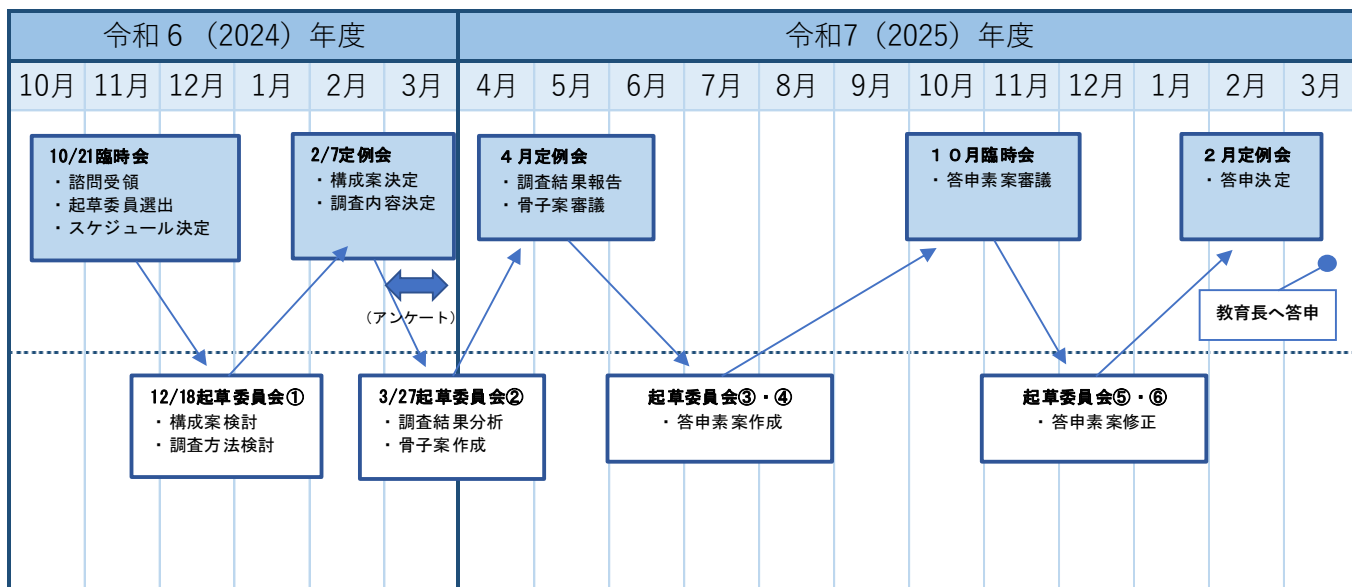 令和６（2024）年度
令和7（2025）年度
10月
11月
12月
1月
2月
3月
4月
5月
6月
7月
8月
9月
10月
11月
12月
1月
2月
3月
10/21臨時会
・諮問受領
・起草委員選出
・スケジュール決定
2/7定例会
・構成案決定
・調査内容決定
４月定例会
・調査結果報告
・骨子案審議
１０月臨時会
・答申素案審議
２月定例会
・答申決定
（アンケート）
教育長へ答申
12/18起草委員会①
・構成案検討
・調査方法検討
3/27起草委員会②
・調査結果分析
・骨子案作成
起草委員会③・④
・答申素案作成
起草委員会⑤・⑥
・答申素案修正